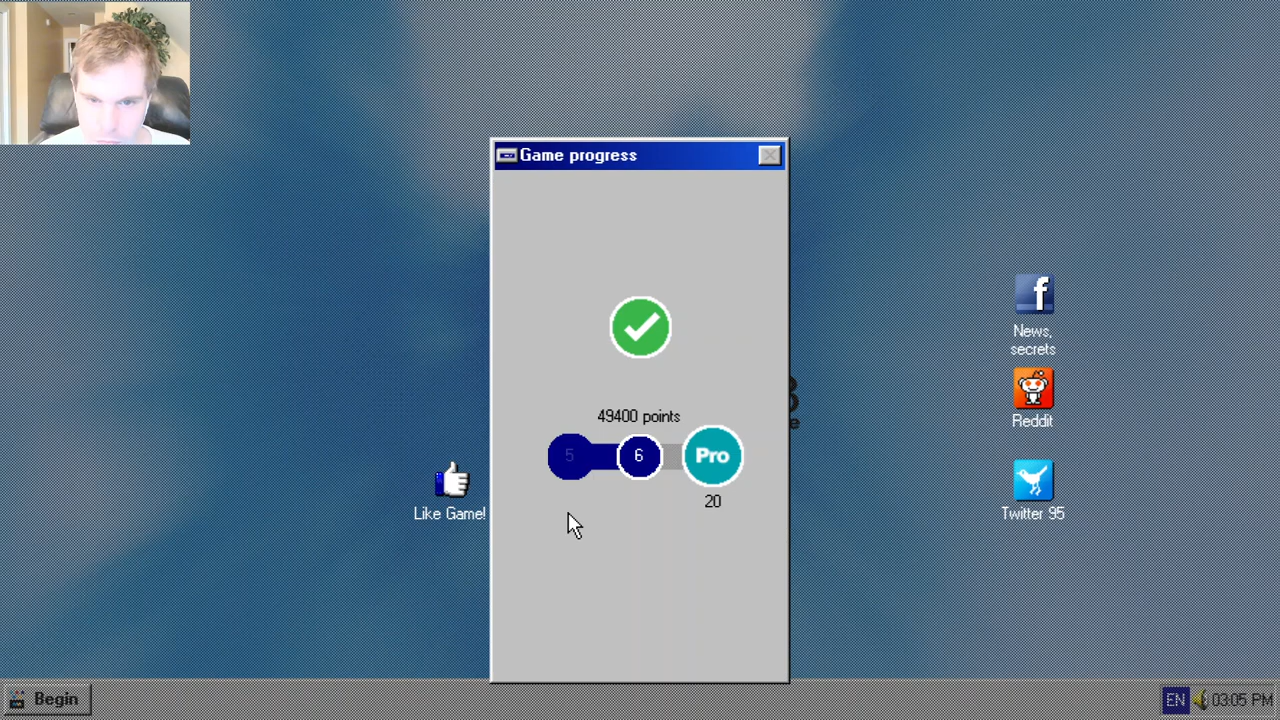 Game progress
49400 points
5
6
Pro
20
Like Game!
News,
secrets
Reddit
Twitter 95
Begin
EN
03:05 PM